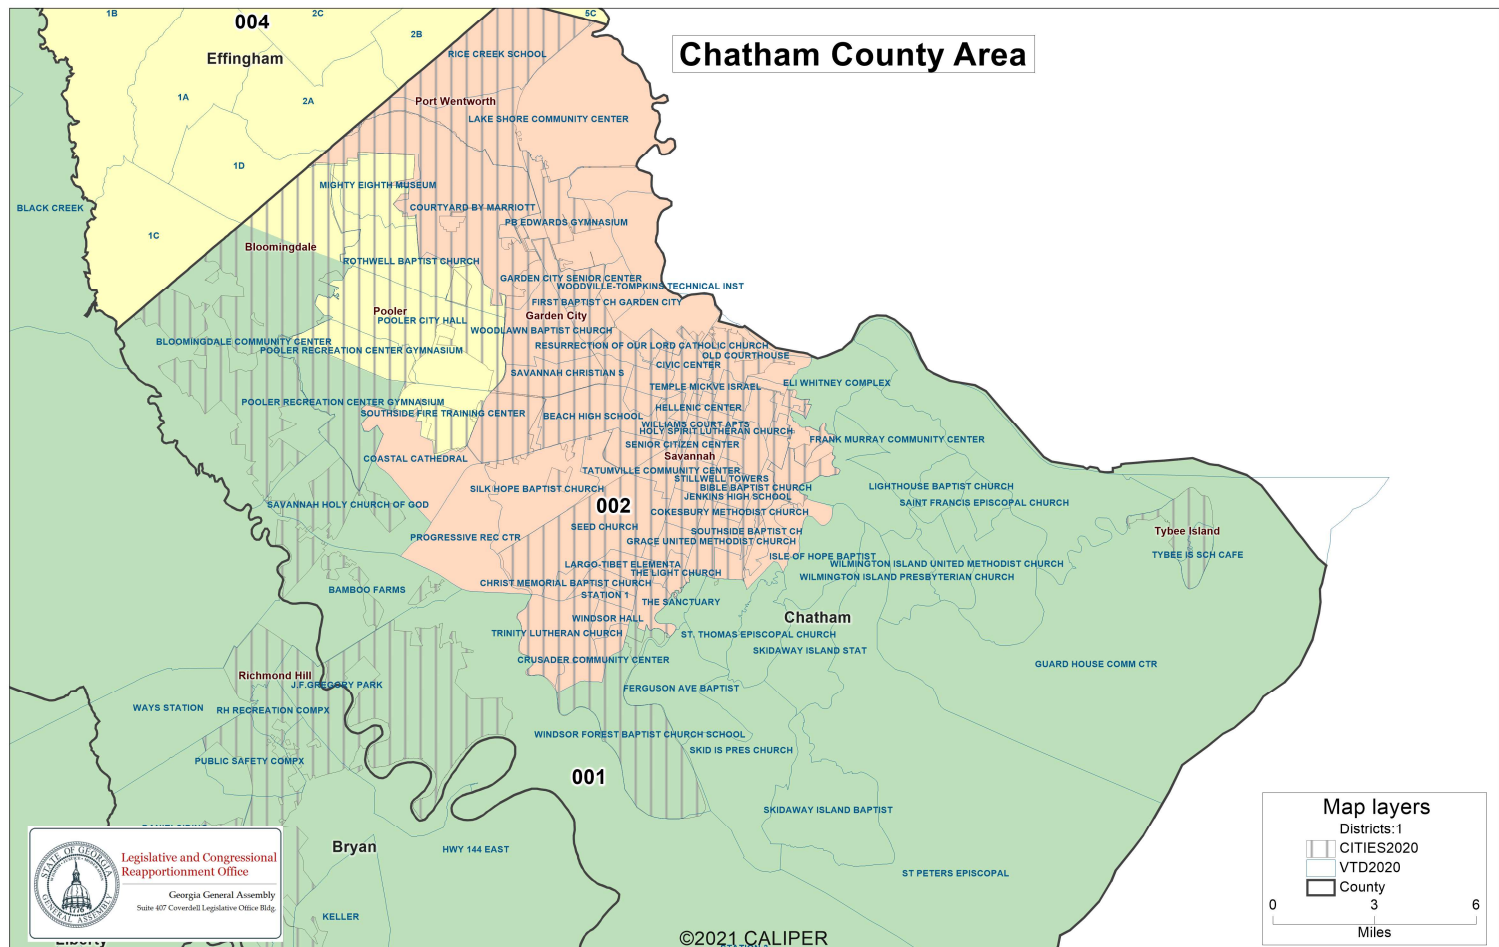 1B
004
2C
5C
2B
Effingham
RICE CREEK SCHOOL
Chatham County Area
1A
2A
Port Wentworth
LAKE SHORE COMMUNITY CENTER
1D
MIGHTY EIGHTH MUSEUM
BLACK CREEK
COURTYARD BY MARRIOTT
PB EDWARDS GYMNASIUM
1C
Bloomingdale
ROTHWELL BAPTIST CHURCH
GARDEN CITY SENIOR CENTER
WOODVILLE-TOMPKINS TECHNICAL INST
FIRST BAPTIST CH GARDEN CITY
Pooler
POOLER CITY HALL
Garden City
WOODLAWN BAPTIST CHURCH
BLOOMINGDALE COMMUNITY CENTER
POOLER RECREATION CENTER GYMNASIUM
RESURRECTION OF OUR LORD CATHOLIC CHURCH
OLD COURTHOUSE
CIVIC CENTER
SAVANNAH CHRISTIAN S
TEMPLE MICKVE ISRAEL
ELI WHITNEY COMPLEX
POOLER RECREATION CENTER GYMNASIUM
SOUTHSIDE FIRE TRAINING CENTER
BEACH HIGH SCHOOL
HELLENIC CENTER
WILLIAMS COURT APTS
HOLY SPIRIT LUTHERAN CHURCH
FRANK MURRAY COMMUNITY CENTER
SENIOR CITIZEN CENTER
Savannah
COASTAL CATHEDRAL
TATUMVILLE COMMUNITY CENTER
STILLWELL TOWERS
BIBLE BAPTIST CHURCH
LIGHTHOUSE BAPTIST CHURCH
SILK HOPE BAPTIST CHURCH
JENKINS HIGH SCHOOL
SAINT FRANCIS EPISCOPAL CHURCH
SAVANNAH HOLY CHURCH OF GOD
002
COKESBURY METHODIST CHURCH
SEED CHURCH
SOUTHSIDE BAPTIST CH
Tybee Island
PROGRESSIVE REC CTR
GRACE UNITED METHODIST CHURCH
TYBEE IS SCH CAFE
ISLE OF HOPE BAPTIST
LARGO-TIBET ELEMENTA
WILMINGTON ISLAND UNITED METHODIST CHURCH
THE LIGHT CHURCH
WILMINGTON ISLAND PRESBYTERIAN CHURCH
CHRIST MEMORIAL BAPTIST CHURCH
BAMBOO FARMS
STATION 1
THE SANCTUARY
WINDSOR HALL
Chatham
TRINITY LUTHERAN CHURCH
ST. THOMAS EPISCOPAL CHURCH
SKIDAWAY ISLAND STAT
CRUSADER COMMUNITY CENTER
GUARD HOUSE COMM CTR
Richmond Hill
J.F.GREGORY PARK
FERGUSON AVE BAPTIST
WAYS STATION
RH RECREATION COMPX
WINDSOR FOREST BAPTIST CHURCH SCHOOL
SKID IS PRES CHURCH
PUBLIC SAFETY COMPX
001
SKIDAWAY ISLAND BAPTIST
Bryan
HWY 144 EAST
ST PETERS EPISCOPAL
KELLER
Liberty
©2021 CALIPER
STATE OF GEORGIA
GENERAL ASSEMBLY
1776
Legislative and Congressional
Reapportionment Office
Georgia General Assembly
Suite 407 Coverdell Legislative Office Bldg.
Map layers
Districts:1
CITIES2020
VTD2020
County
0 3 6
Miles